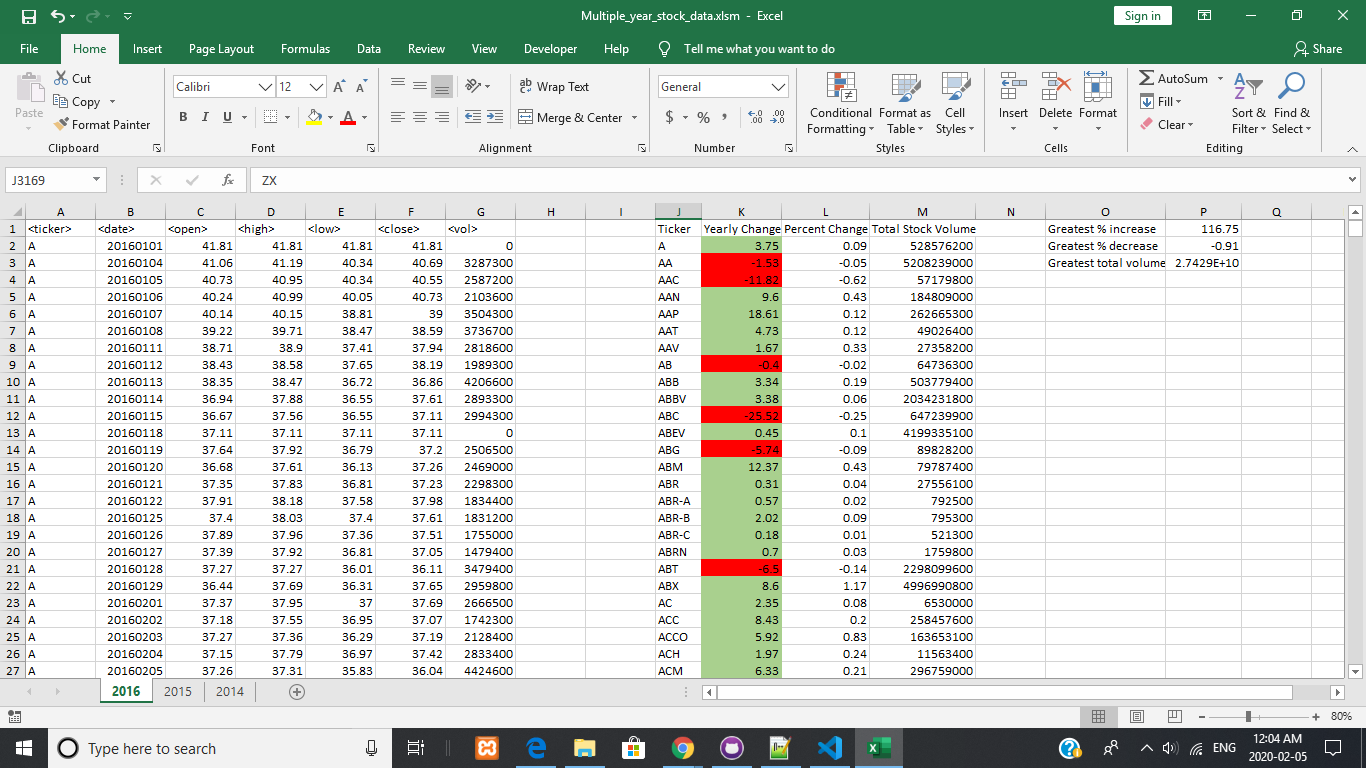 Multiple_year_stock_data.xlsm - Excel
Sign in
File Home Insert Page Layout Formulas Data Review View Developer Help Tell me what you want to do Share
Paste
Cut
Copy
Format Painter
Clipboard
Calibri 12
B I U
Font
Wrap Text
Merge & Center
Alignment
General
$ % ,
Number
Conditional Formatting
Format as Table
Cell Styles
Styles
Insert Delete Format
Cells
AutoSum
Fill
Clear
Sort & Filter
Find & Select
Editing
J3169 fx ZX
A B C D E F G H I J K L M N O P Q
1 <ticker> <date> <open> <high> <low> <close> <vol> Ticker Yearly Change Percent Change Total Stock Volume Greatest % increase 116.75
2 A 20160101 41.81 41.81 41.81 41.81 0 A 3.75 0.09 528576200 Greatest % decrease -0.91
3 A 20160104 41.06 41.19 40.34 40.69 3287300 AA -1.53 -0.05 5208239000 Greatest total volume 2.7429E+10
4 A 20160105 40.73 40.95 40.34 40.55 2587200 AAC -11.82 -0.62 57179800
5 A 20160106 40.24 40.99 40.05 40.73 2103600 AAN 9.6 0.43 184809000
6 A 20160107 40.14 40.15 38.81 39 3504300 AAP 18.61 0.12 262665300
7 A 20160108 39.22 39.71 38.47 38.59 3736700 AAT 4.73 0.12 49026400
8 A 20160111 38.71 38.9 37.41 37.94 2818600 AAV 1.67 0.33 27358200
9 A 20160112 38.43 38.58 37.65 38.19 1989300 AB -0.4 -0.02 64736300
10 A 20160113 38.35 38.47 36.72 36.86 4206600 ABB 3.34 0.19 503779400
11 A 20160114 36.94 37.88 36.55 37.61 2893300 ABBV 3.38 0.06 2034231800
12 A 20160115 36.67 37.56 36.55 37.11 2994300 ABC -25.52 -0.25 647239900
13 A 20160118 37.11 37.11 37.11 37.11 0 ABEV 0.45 0.1 4199335100
14 A 20160119 37.64 37.92 36.79 37.2 2506500 ABG -5.74 -0.09 89828200
15 A 20160120 36.68 37.61 36.13 37.26 2469000 ABM 12.37 0.43 79787400
16 A 20160121 37.35 37.83 36.81 37.23 2298300 ABR 0.31 0.04 27556100
17 A 20160122 37.91 38.18 37.58 37.98 1834400 ABR-A 0.57 0.02 792500
18 A 20160125 37.4 38.03 37.4 37.61 1831200 ABR-B 2.02 0.09 795300
19 A 20160126 37.89 37.96 37.36 37.51 1755000 ABR-C 0.18 0.01 521300
20 A 20160127 37.39 37.92 36.81 37.05 1479400 ABRN 0.7 0.03 1759800
21 A 20160128 37.27 37.27 36.01 36.11 3479400 ABT -6.5 -0.14 2298099600
22 A 20160129 36.44 37.69 36.31 37.65 2959800 ABX 8.6 1.17 4996990800
23 A 20160201 37.37 37.95 37 37.69 2666500 AC 2.35 0.08 6530000
24 A 20160202 37.18 37.55 36.95 37.07 1742300 ACC 8.43 0.2 258457600
25 A 20160203 37.27 37.36 36.29 37.19 2128400 ACCO 5.92 0.83 163653100
26 A 20160204 37.15 37.79 36.97 37.42 2833400 ACH 1.97 0.24 11563400
27 A 20160205 37.26 37.31 35.83 36.04 4424600 ACM 6.33 0.21 296759000
2016 2015 2014
80%
Type here to search
ENG
12:04 AM
2020-02-05